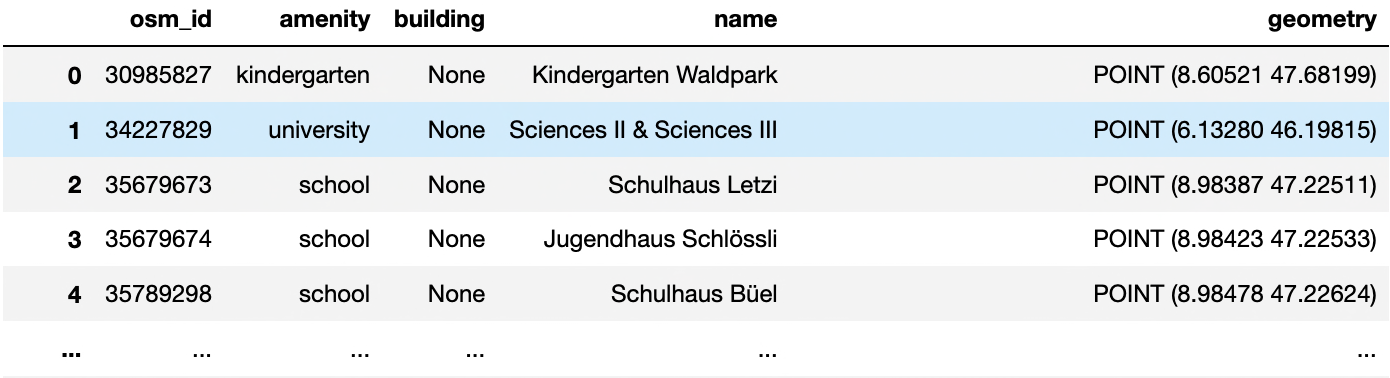 osm_id amenity building name geometry
0 30985827 kindergarten None Kindergarten Waldpark POINT (8.60521 47.68199)
1 34227829 university None Sciences II & Sciences III POINT (6.13280 46.19815)
2 35679673 school None Schulhaus Letzi POINT (8.98387 47.22511)
3 35679674 school None Jugendhaus Schlössli POINT (8.98423 47.22533)
4 35789298 school None Schulhaus Büel POINT (8.98478 47.22624)
... ... ... ... ... ...